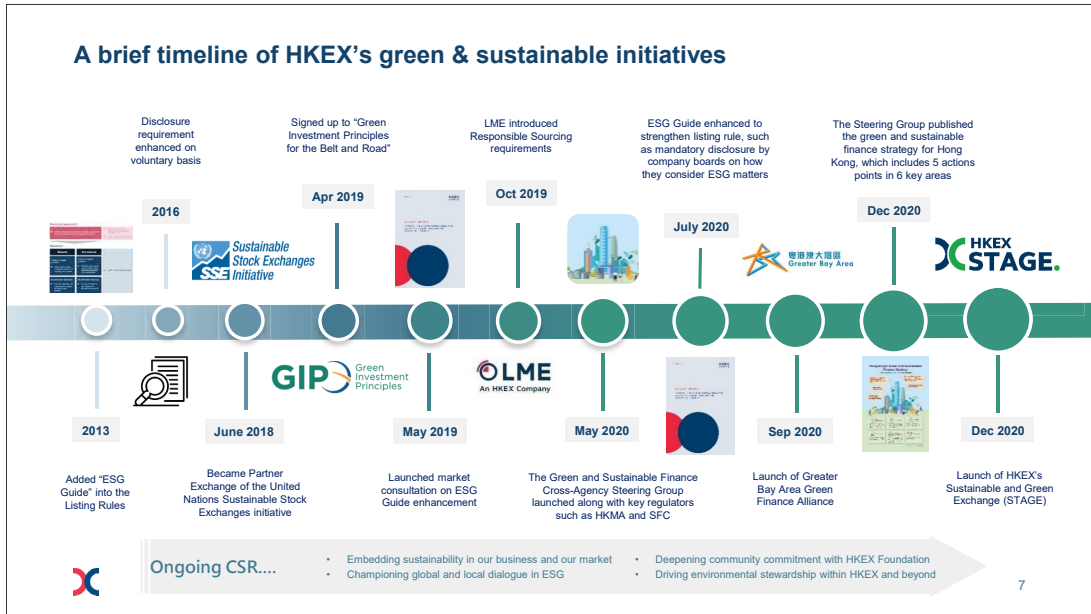 A brief timeline of HKEX's green & sustainable initiatives
Disclosure
requirement
enhanced on
voluntary basis
2016
Signed up to "Green
Investment Principles
for the Belt and Road"
Apr 2019
LME introduced
Responsible Sourcing
requirements
Oct 2019
ESG Guide enhanced to
strengthen listing rule, such
as mandatory disclosure by
company boards on how
they consider ESG matters
July 2020
The Steering Group published
the green and sustainable
finance strategy for Hong
Kong, which includes 5 actions
points in 6 key areas
Dec 2020
SSE
Sustainable
Stock Exchanges
Initiative
粵港澳大灣區
Greater Bay Area
HKEX
STAGE.
GIP
Green
Investment
Principles
LME
An HKEX Company
2013
Added "ESG
Guide" into the
Listing Rules
June 2018
Became Partner
Exchange of the United
Nations Sustainable Stock
Exchanges initiative
May 2019
Launched market
consultation on ESG
Guide enhancement
May 2020
The Green and Sustainable Finance
Cross-Agency Steering Group
launched along with key regulators
such as HKMA and SFC
Sep 2020
Launch of Greater
Bay Area Green
Finance Alliance
Dec 2020
Launch of HKEX's
Sustainable and Green
Exchange (STAGE)
Ongoing CSR....
• Embedding sustainability in our business and our market
• Championing global and local dialogue in ESG
• Deepening community commitment with HKEX Foundation
• Driving environmental stewardship within HKEX and beyond
7